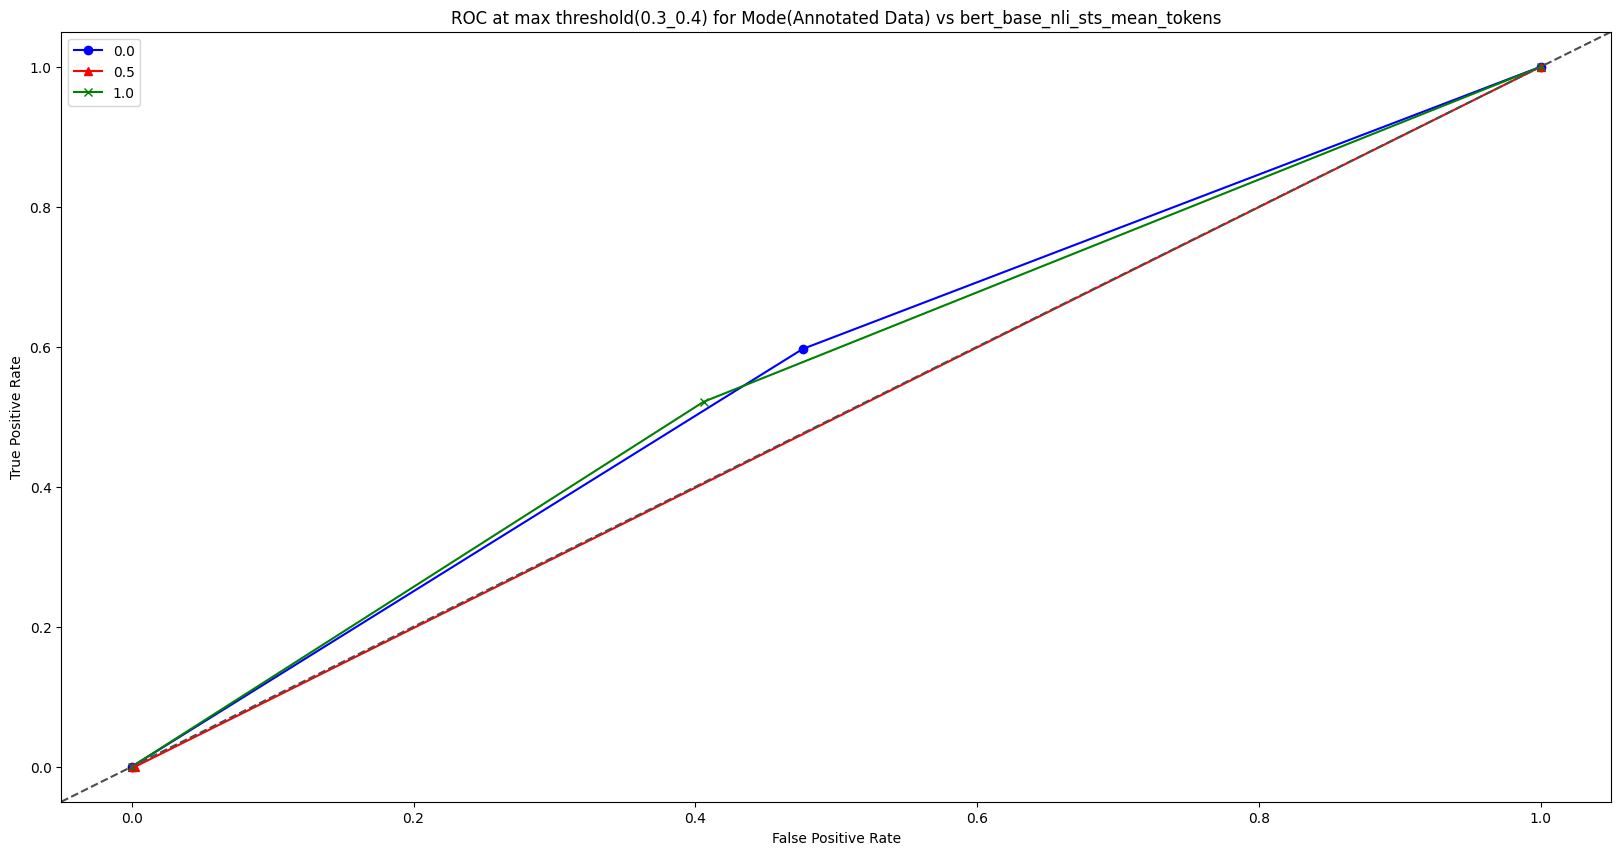 ROC at max threshold(0.3_0.4) for Mode(Annotated Data) vs bert_base_nli_sts_mean_tokens
0.0
0.5
1.0
True Positive Rate
1.0
0.8
0.6
0.4
0.2
0.0
0.0 0.2 0.4 0.6 0.8 1.0
False Positive Rate